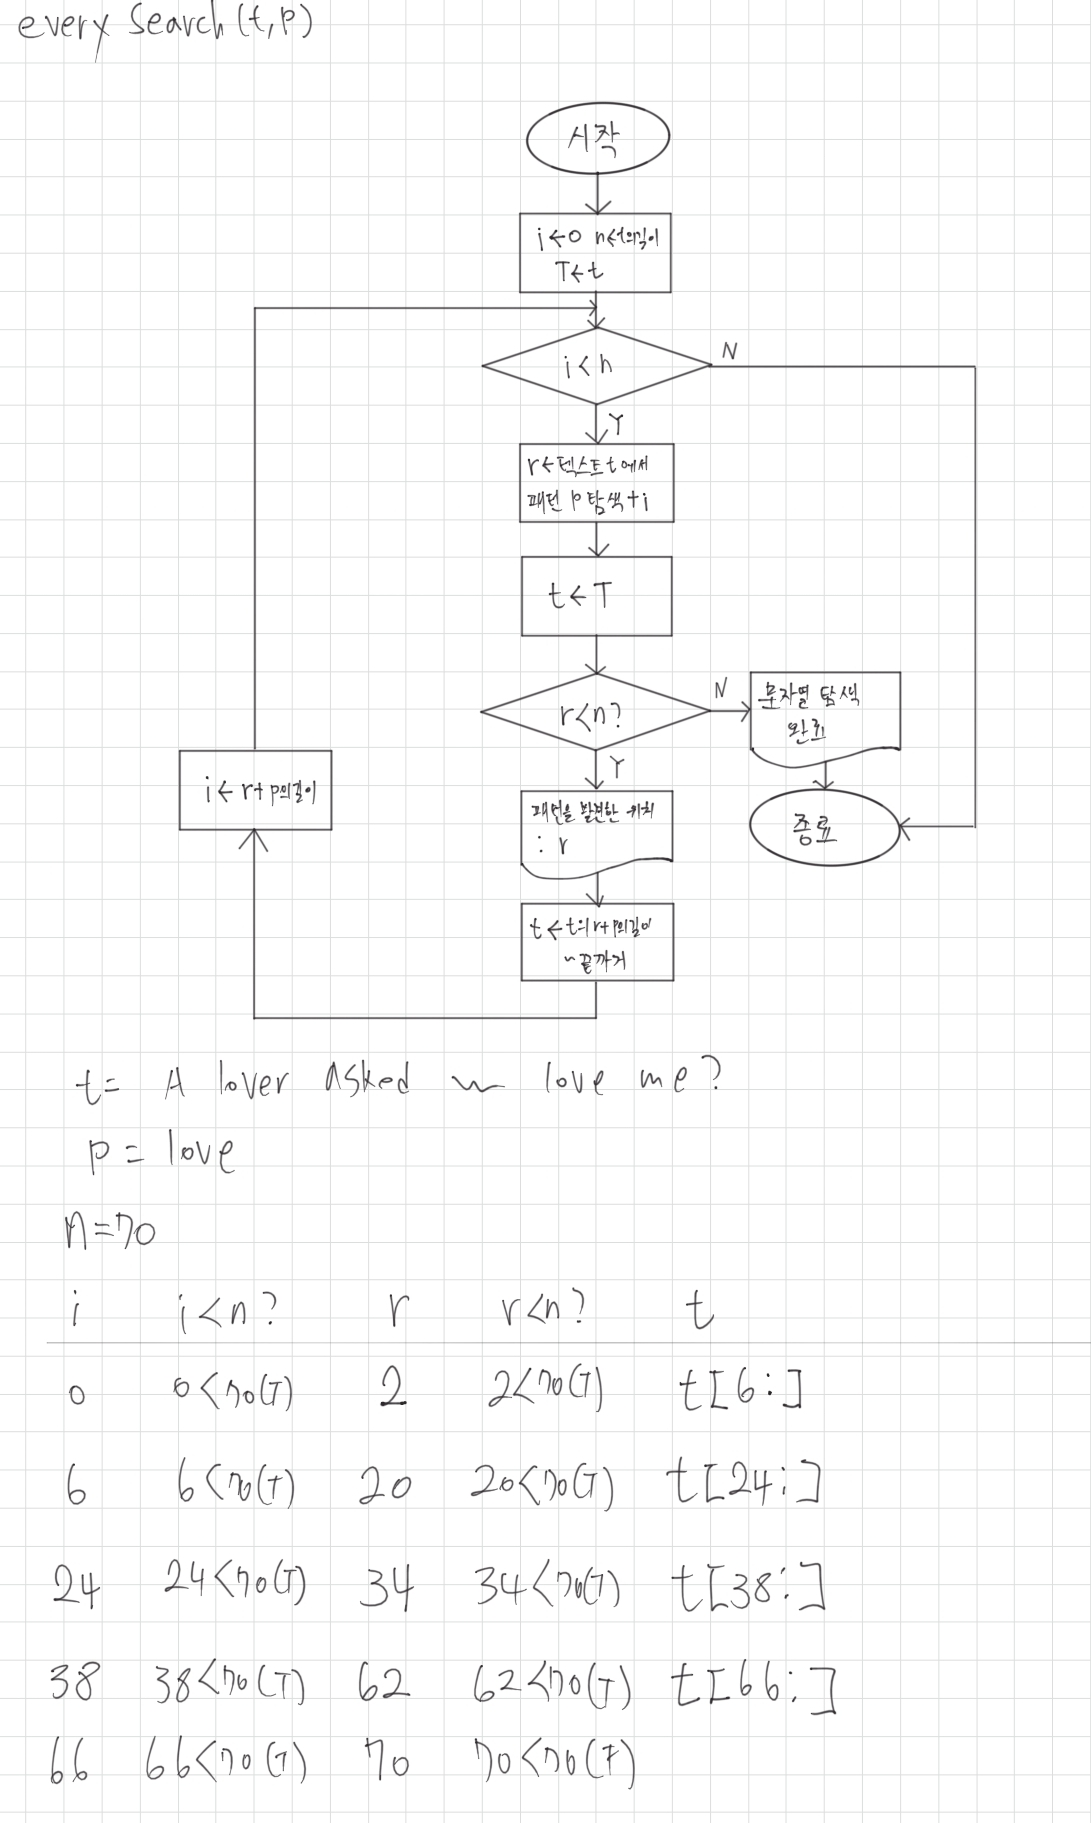 every search(t,p)
시작
i←0 n←t의길이
T←t
i<n
N
Y
r←텍스트 t에서
패턴 p탐색+i
t←T
r<n?
N
문자열 탐색
완료
Y
i←r+p의길이
패턴을 발견한 위치
: r
종료
t←t의 r+p의길이
~끝까지
t= A lover asked ~ love me?
p = love
n=70
i i<n? r r<n? t
0 0<70(T) 2 2<70(T) t[6:]
6 6<70(T) 20 20<70(T) t[24:]
24 24<70(T) 34 34<70(T) t[38:]
38 38<70(T) 62 62<70(T) t[66:]
66 66<70(T) 70 70<70(F)